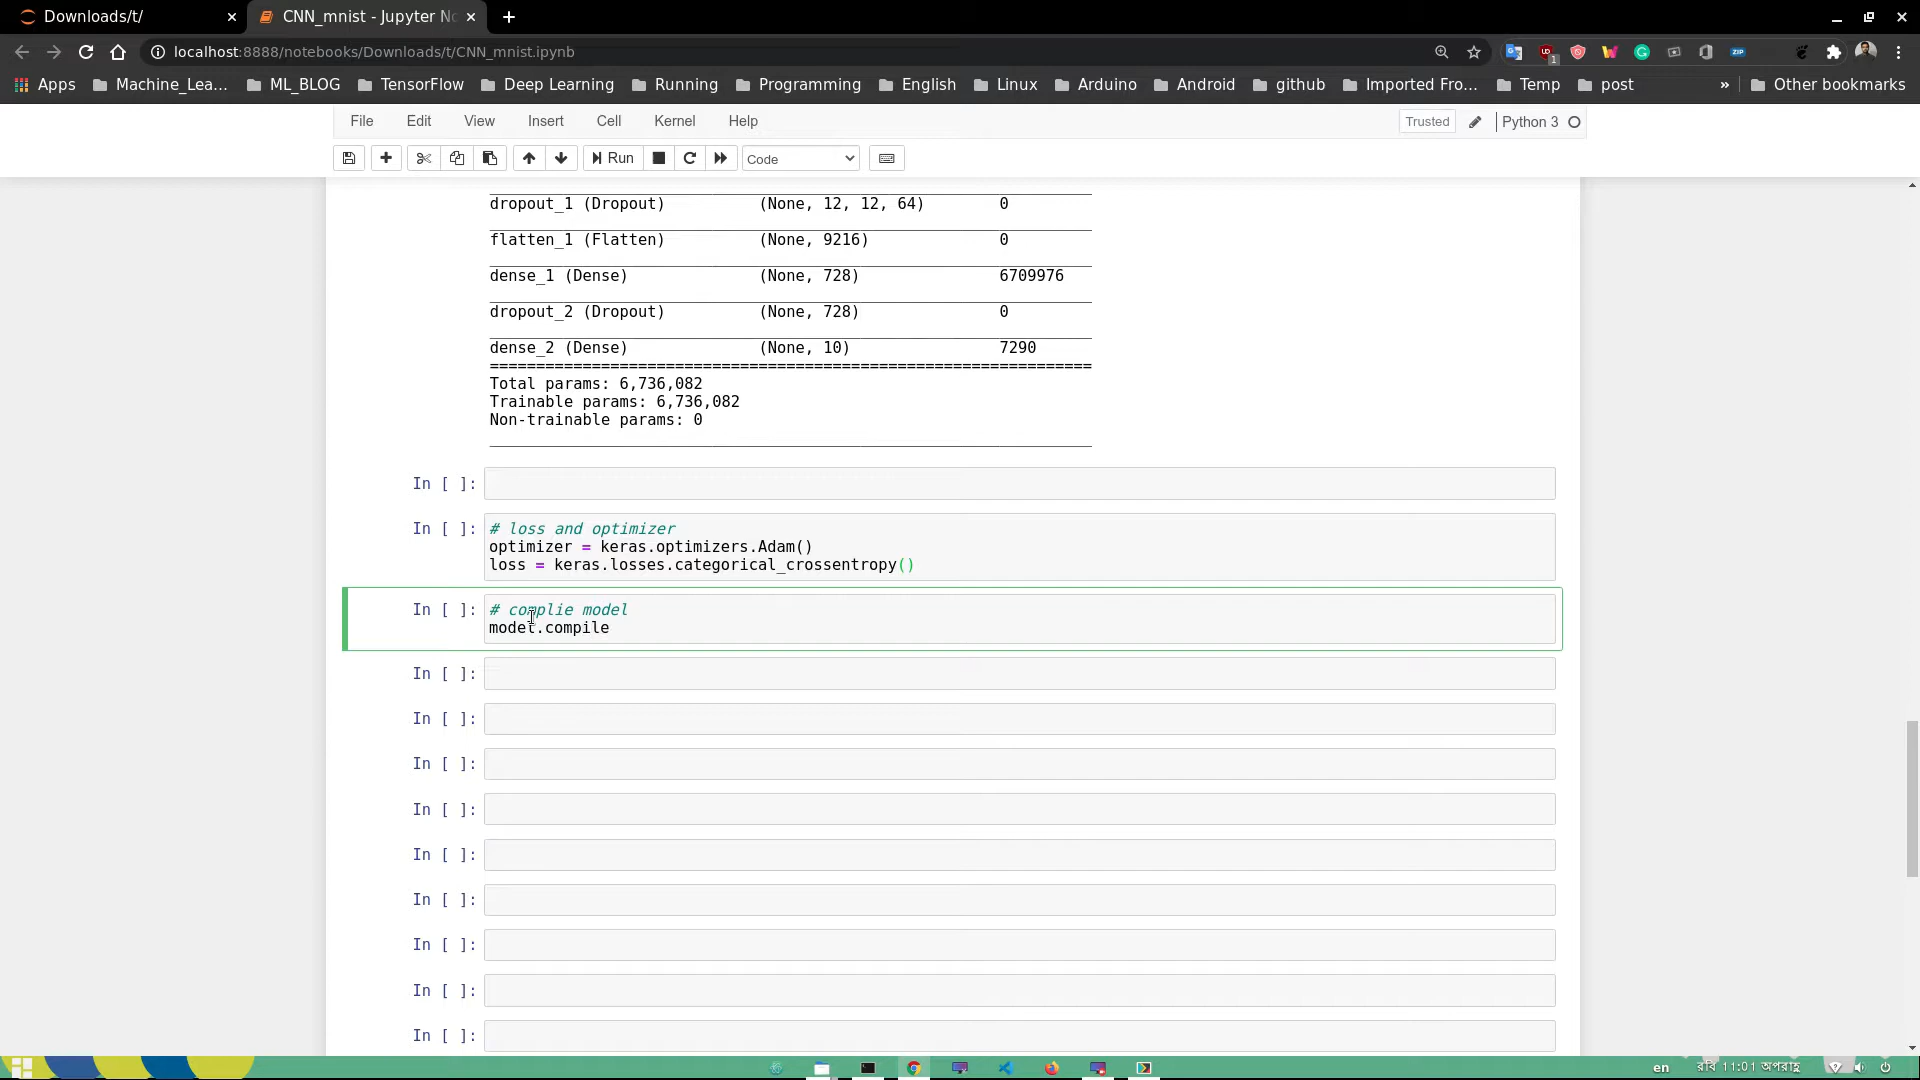 Downloads/t/
CNN_mnist - Jupyter No
localhost:8888/notebooks/Downloads/t/CNN_mnist.ipynb
Apps
Machine_Lea...
ML_BLOG
TensorFlow
Deep Learning
Running
Programming
English
Linux
Arduino
Android
github
Imported Fro...
Temp
post
»
Other bookmarks
File
Edit
View
Insert
Cell
Kernel
Help
Trusted
Python 3
Run
Code
dropout_1 (Dropout) (None, 12, 12, 64) 0
flatten_1 (Flatten) (None, 9216) 0
dense_1 (Dense) (None, 728) 6709976
dropout_2 (Dropout) (None, 728) 0
dense_2 (Dense) (None, 10) 7290
=================================================================
Total params: 6,736,082
Trainable params: 6,736,082
Non-trainable params: 0
In [ ]:
In [ ]:
# loss and optimizer
optimizer = keras.optimizers.Adam()
loss = keras.losses.categorical_crossentropy()
In [ ]:
# complie model
model.compile
In [ ]:
In [ ]:
In [ ]:
In [ ]:
In [ ]:
In [ ]:
In [ ]:
In [ ]:
In [ ]:
en
রবি 11:01 অপরাহ্ণ